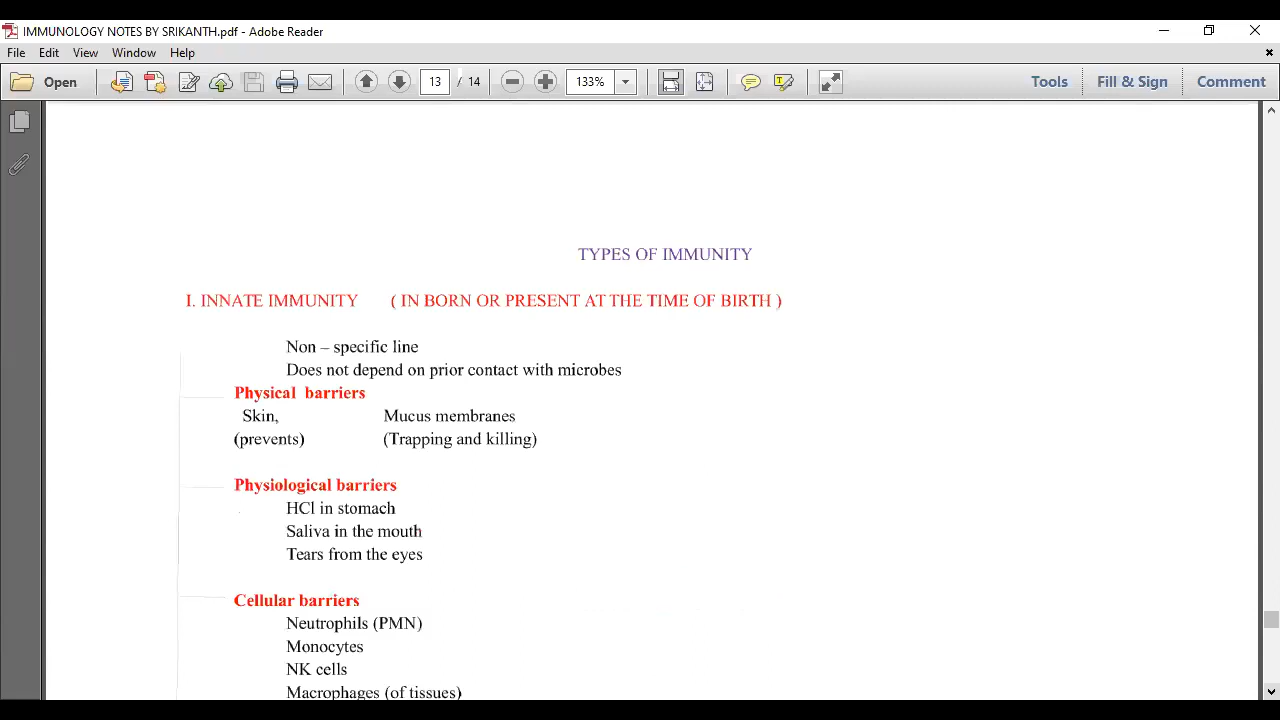 IMMUNOLOGY NOTES BY SRIKANTH.pdf - Adobe Reader
File Edit View Window Help
Open 13 / 14 133% Tools Fill & Sign Comment
TYPES OF IMMUNITY
I. INNATE IMMUNITY ( IN BORN OR PRESENT AT THE TIME OF BIRTH )
Non – specific line
Does not depend on prior contact with microbes
Physical barriers
Skin, Mucus membranes
(prevents) (Trapping and killing)
Physiological barriers
HCl in stomach
Saliva in the mouth
Tears from the eyes
Cellular barriers
Neutrophils (PMN)
Monocytes
NK cells
Macrophages (of tissues)